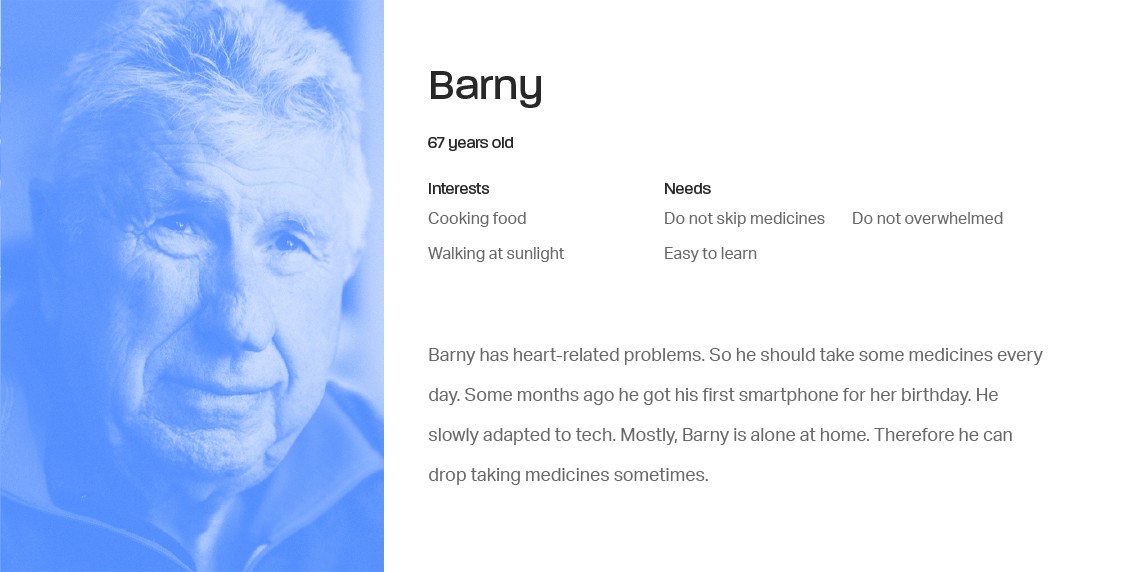 Barny
67 years old
Interests
Cooking food
Walking at sunlight
Needs
Do not skip medicines
Do not overwhelmed
Easy to learn
Barny has heart-related problems. So he should take some medicines every
day. Some months ago he got his first smartphone for her birthday. He
slowly adapted to tech. Mostly, Barny is alone at home. Therefore he can
drop taking medicines sometimes.